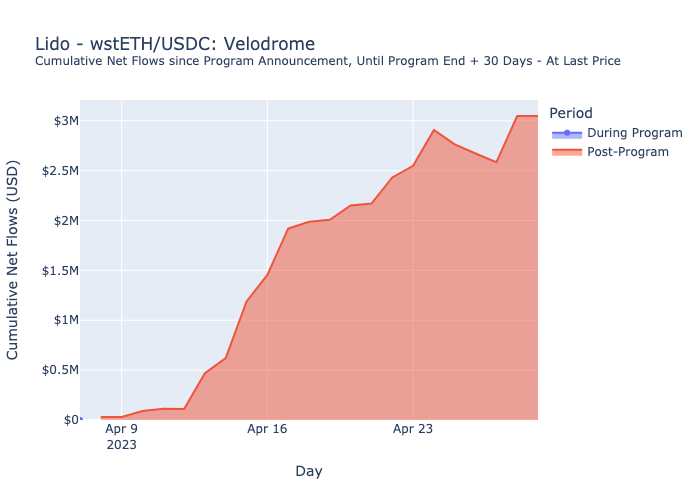 Lido - wstETH/USDC: Velodrome
Cumulative Net Flows since Program Announcement, Until Program End + 30 Days - At Last Price
Period
During Program
Post-Program
Cumulative Net Flows (USD)
$3M
$2.5M
$2M
$1.5M
$1M
$0.5M
$0
Apr 9
2023
Apr 16
Apr 23
Day